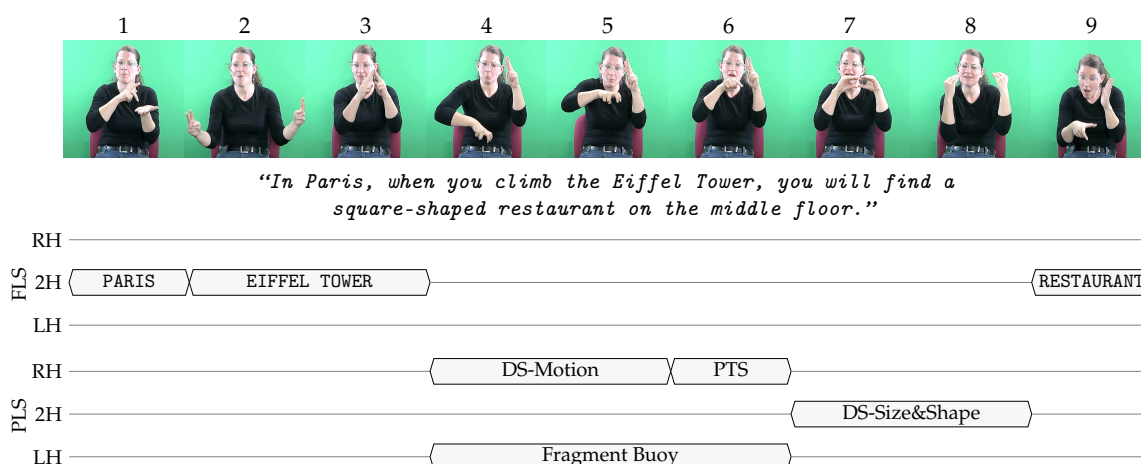 1 2 3 4 5 6 7 8 9
“In Paris, when you climb the Eiffel Tower, you will find a
square-shaped restaurant on the middle floor.”
RH
FLS 2H PARIS EIFFEL TOWER RESTAURANT
LH
RH DS-Motion PTS
PLS 2H DS-Size&Shape
LH Fragment Buoy